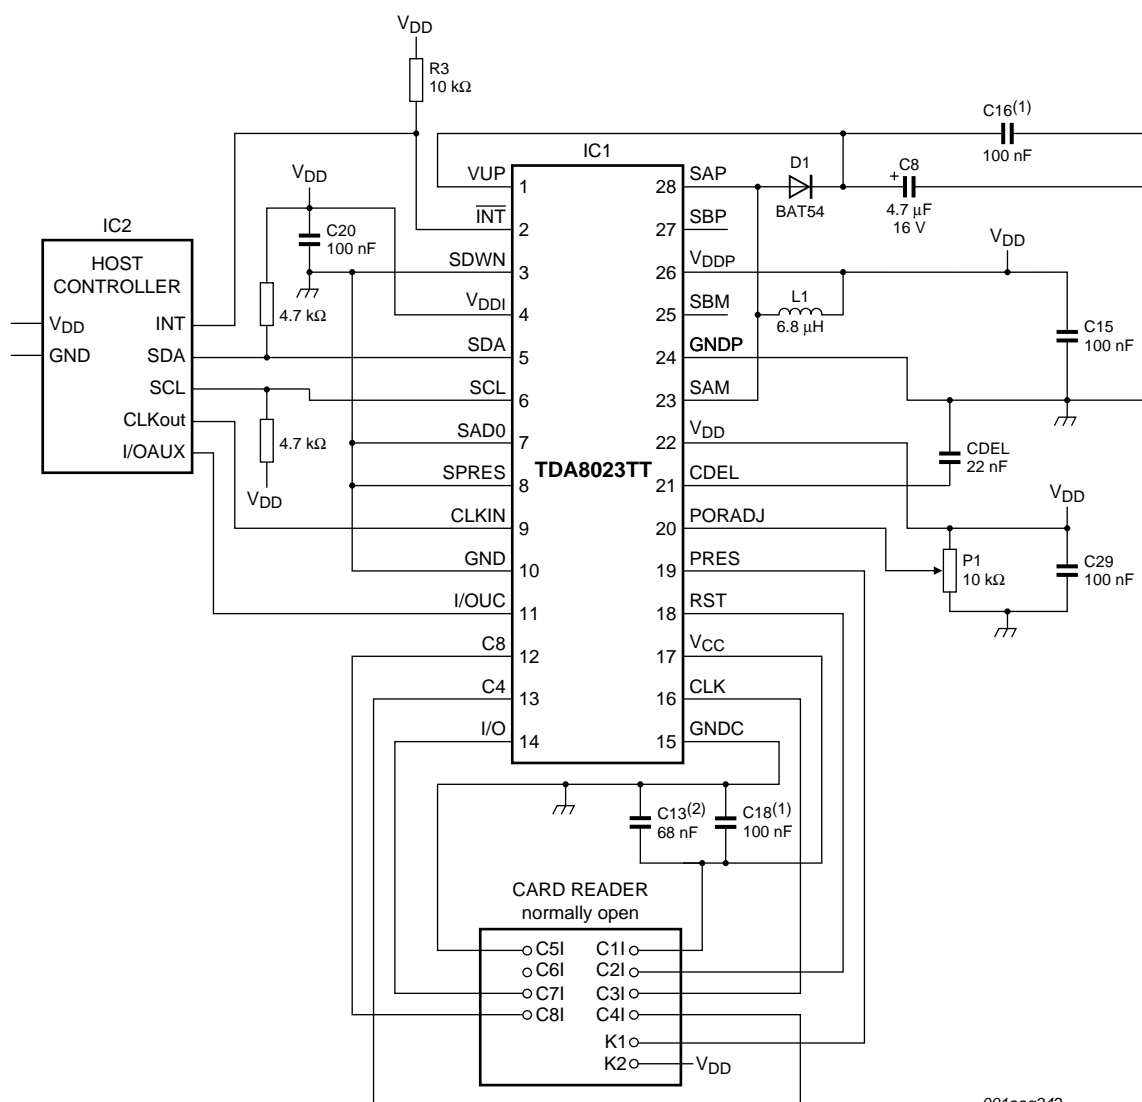 VDD
R3
10 kΩ
C16(1)
100 nF
IC1
VUP
1
28
SAP
D1
BAT54
+
C8
4.7 μF
16 V
VDD
INT
2
27
SBP
IC2
C20
100 nF
VDD
HOST
CONTROLLER
SDWN
3
26
VDDP
L1
6.8 μH
VDD
GND
INT
SDA
SCL
CLKout
I/OAUX
4.7 kΩ
VDDI
4
25
SBM
C15
100 nF
SDA
5
24
GNDP
SCL
6
23
SAM
4.7 kΩ
VDD
SAD0
7
22
VDD
CDEL
22 nF
TDA8023TT
SPRES
8
21
CDEL
VDD
CLKIN
9
20
PORADJ
P1
10 kΩ
C29
100 nF
GND
10
19
PRES
I/OUC
11
18
RST
C8
12
17
VCC
C4
13
16
CLK
I/O
14
15
GNDC
C13(2)
68 nF
C18(1)
100 nF
CARD READER
normally open
C5I
C1I
C6I
C2I
C7I
C3I
C8I
C4I
K1
K2
VDD